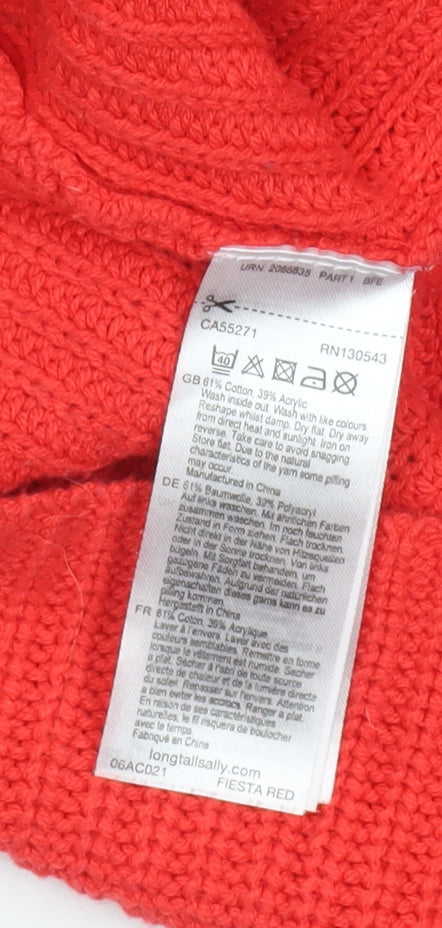 URN 2066835 PART 1 BFE
CA55271 RN130543
40
GB 61% Cotton, 39% Acrylic
Wash inside out. Wash with like colours
Reshape whilst damp. Dry flat. Dry away
from direct heat and sunlight. Iron on
reverse. Take care to avoid snagging
Store flat. Due to the natural
characteristics of the yarn some pilling
may occur.
Manufactured in China
DE 61% Baumwolle, 39% Polyacryl
Auf links waschen. Mit ähnlichen Farben
zusammen waschen. Im noch feuchten
Zustand in Form ziehen. Flach trocknen.
Nicht direkt in der Nähe von Hitzequellen
oder in der Sonne trocknen. Von links
bügeln. Mit Sorgfalt behandeln, um
gezogene Fäden zu vermeiden. Flach
aufbewahren. Aufgrund der natürlichen
eigenschaften dieses garns kann es zu
pilling kommen.
Hergestellt in China
FR 61% Coton, 39% Acrylique
Laver à l'envers. Laver avec des
couleurs semblables. Remettre en forme
lorsque le vêtement est humide. Sécher
à plat. Sécher à l'abri de toute source
directe de chaleur et de la lumière directe
du soleil. Repasser sur l'envers. Attention
a bien eviter les accrocs. Ranger a plat.
En raison de ses caractéristiques
naturelles, le fil risquera de boulocher
avec le temps.
Fabriqué en China
longtallsally.com
06AC021 FIESTA RED